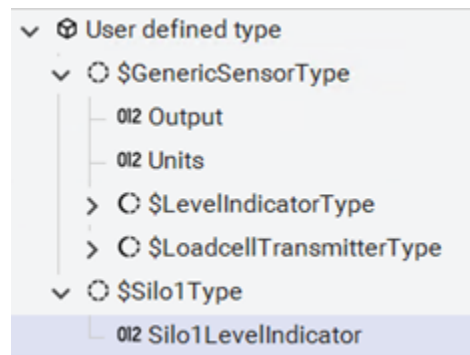 User defined type
$GenericSensorType
012 Output
012 Units
$LevelIndicatorType
$LoadcellTransmitterType
$Silo1Type
012 Silo1LevelIndicator